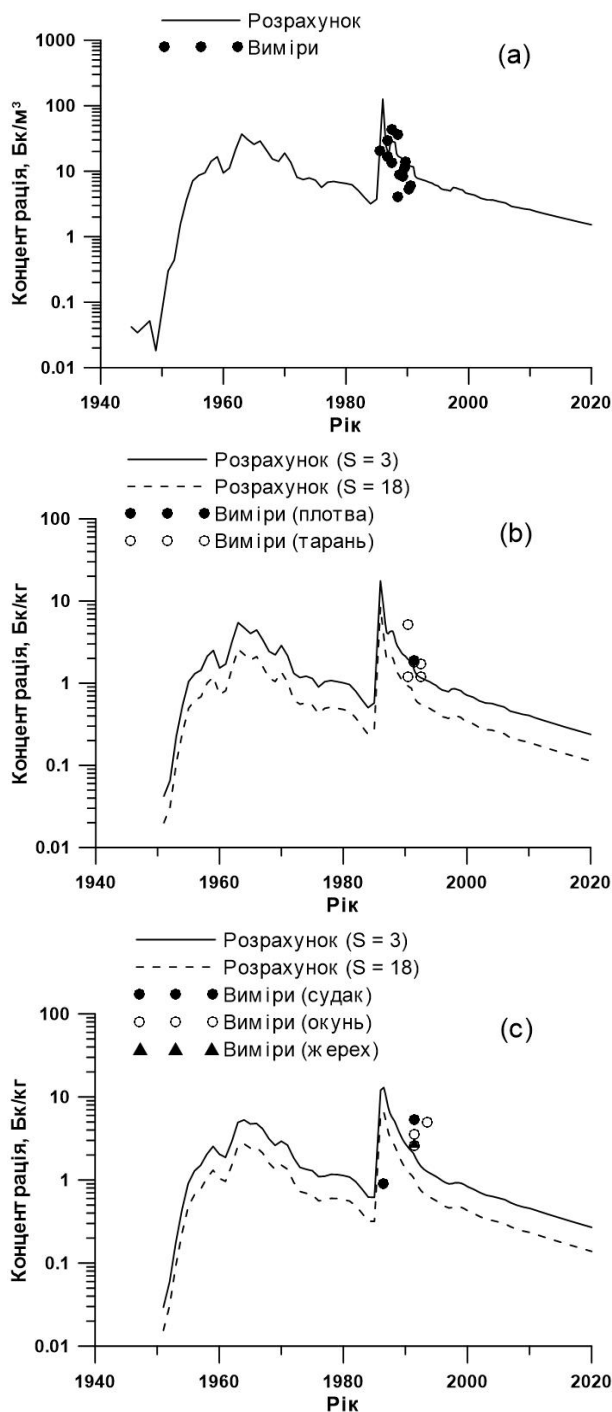 Розрахунок
Виміри
(a)
Концентрація, Бк/м³
1000
100
10
1
0.1
0.01
1940 1960 1980 2000 2020
Рік
Розрахунок (S = 3)
Розрахунок (S = 18)
Виміри (плотва)
Виміри (тарань)
(b)
Концентрація, Бк/кг
100
10
1
0.1
0.01
1940 1960 1980 2000 2020
Рік
Розрахунок (S = 3)
Розрахунок (S = 18)
Виміри (судак)
Виміри (окунь)
Виміри (жерех)
(c)
Концентрація, Бк/кг
100
10
1
0.1
0.01
1940 1960 1980 2000 2020
Рік